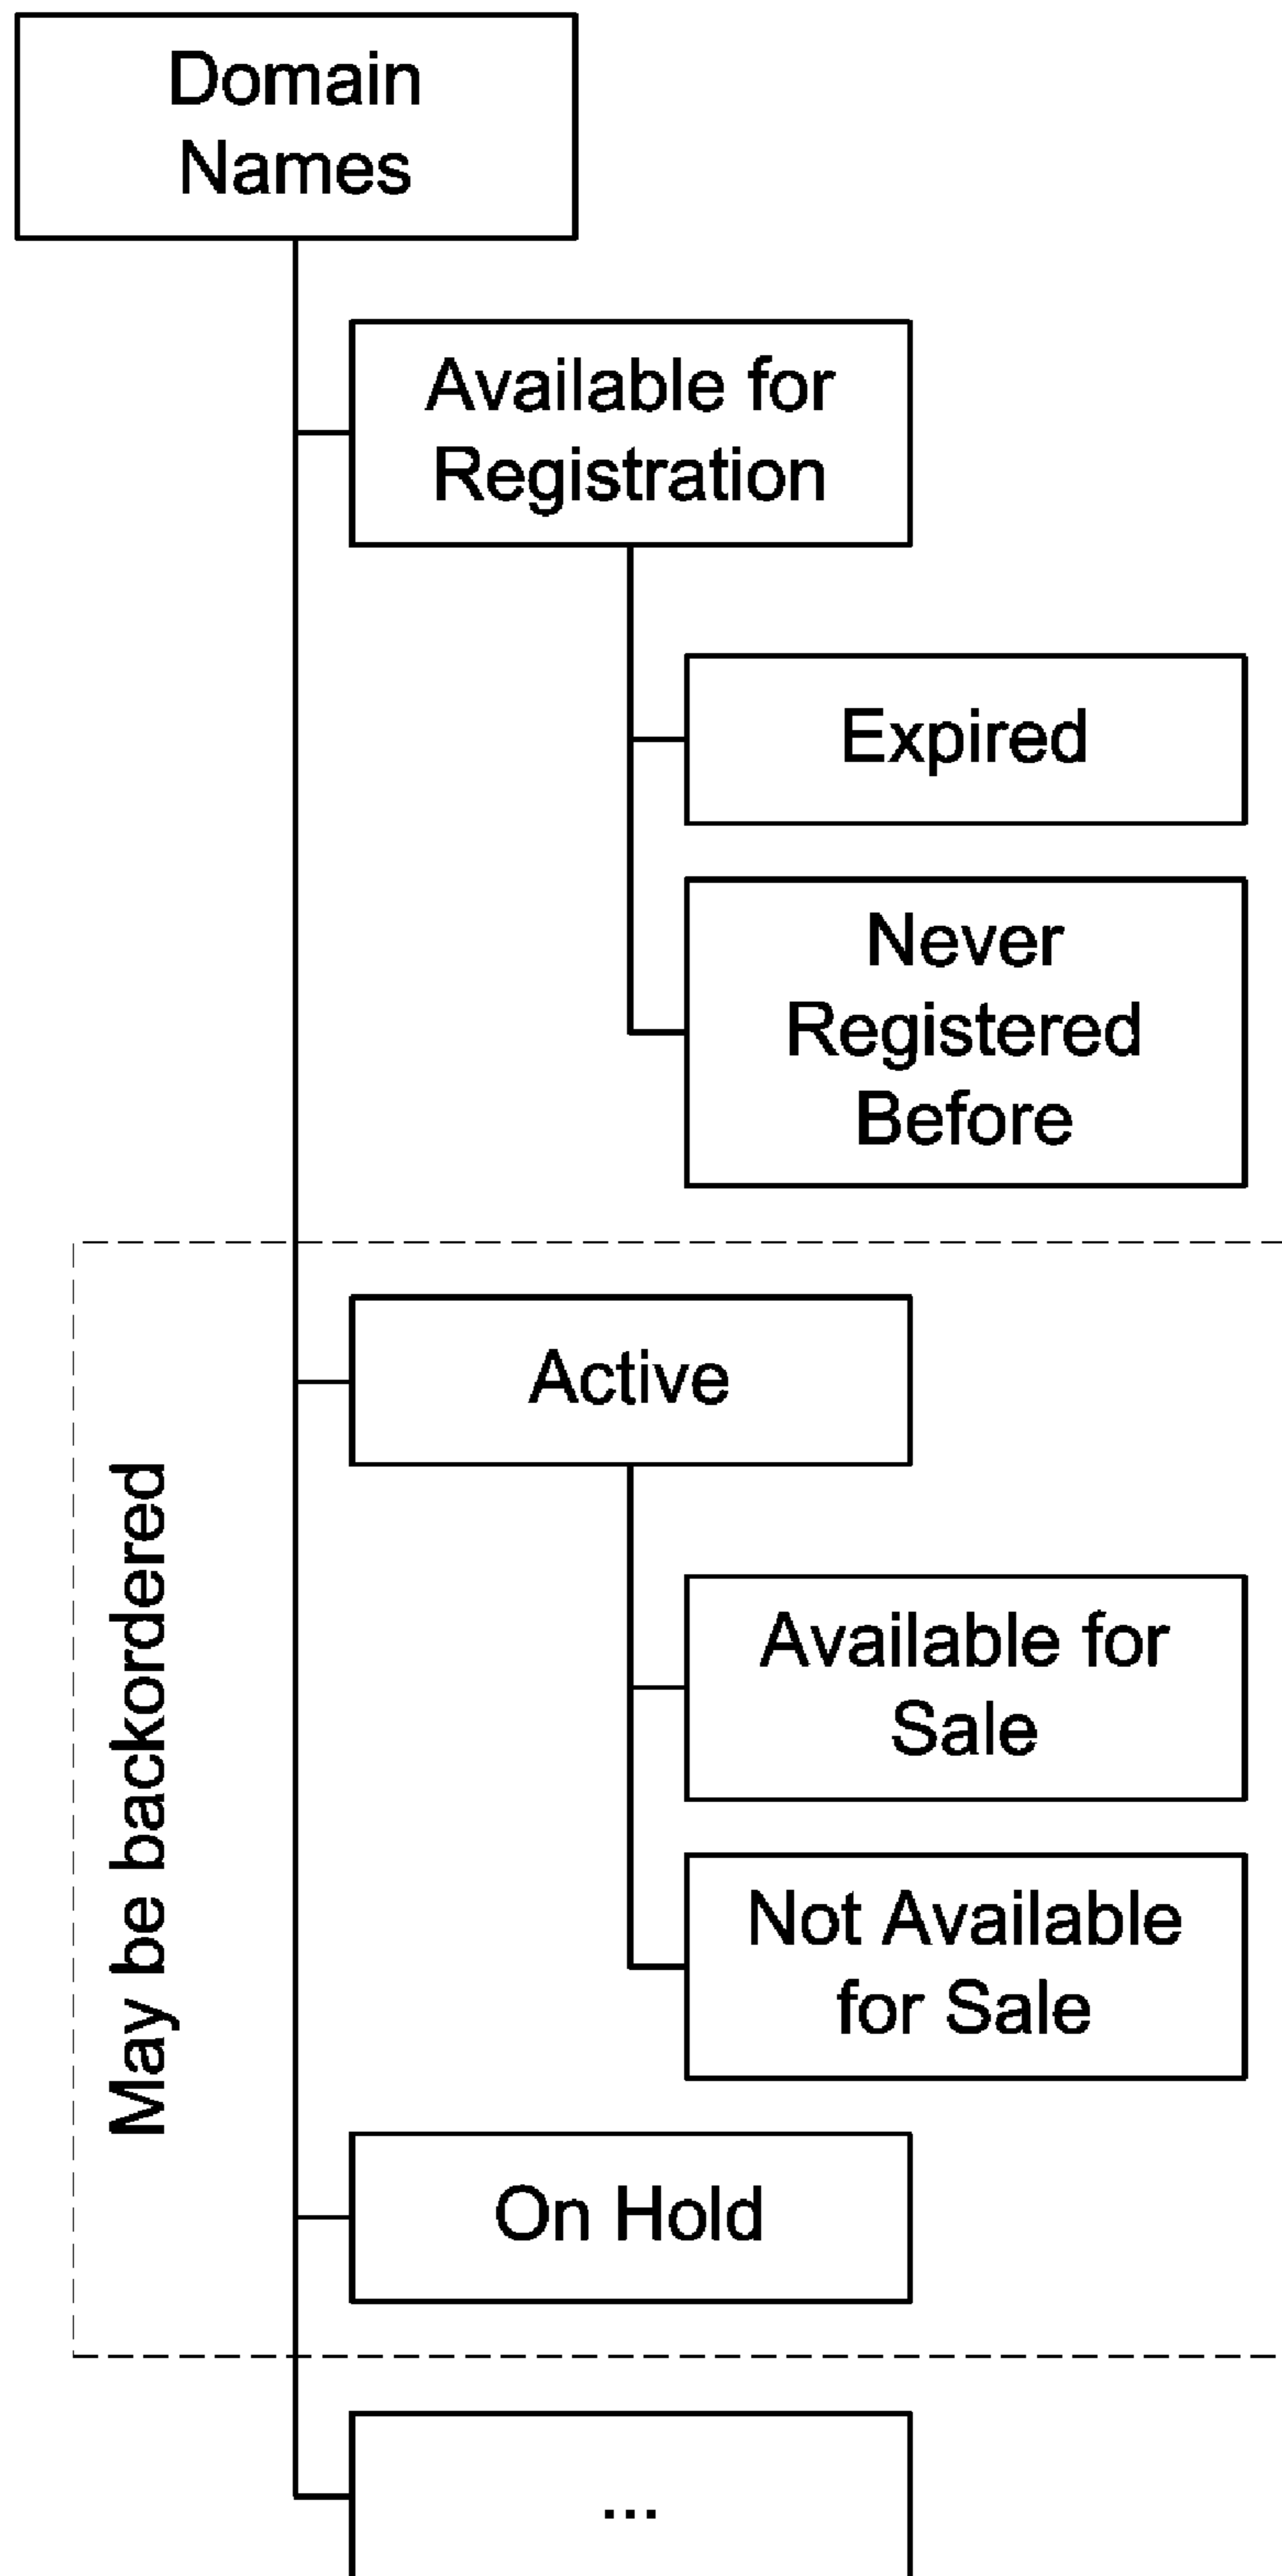 Domain
Names
Available for
Registration
Expired
Never
Registered
Before
May be backordered
Active
Available for
Sale
Not Available
for Sale
On Hold
...